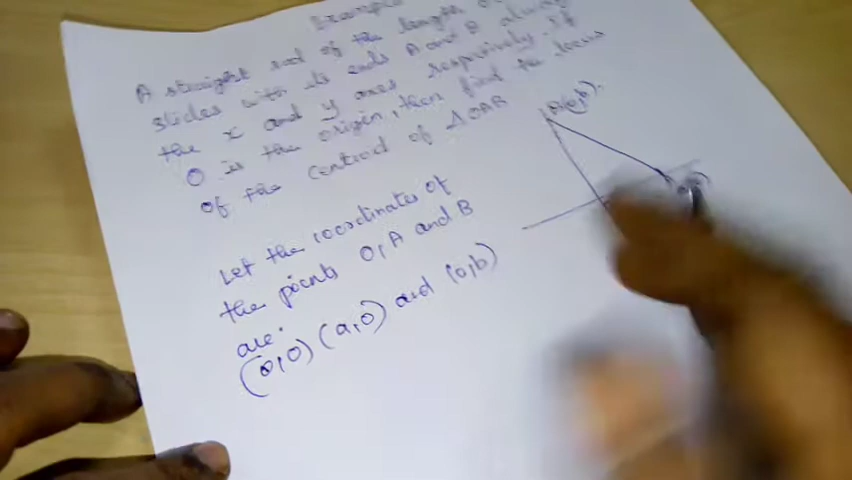 Example
A straight rod of the length
slides with its ends A and B always
the x and y axes respectively. If
O is the origin, then find the locus
of the centroid of ΔOAB
B(0,b).
Let the coordinates of
the points O, A and B
are:
(0,0) (a,0) and (0,b)